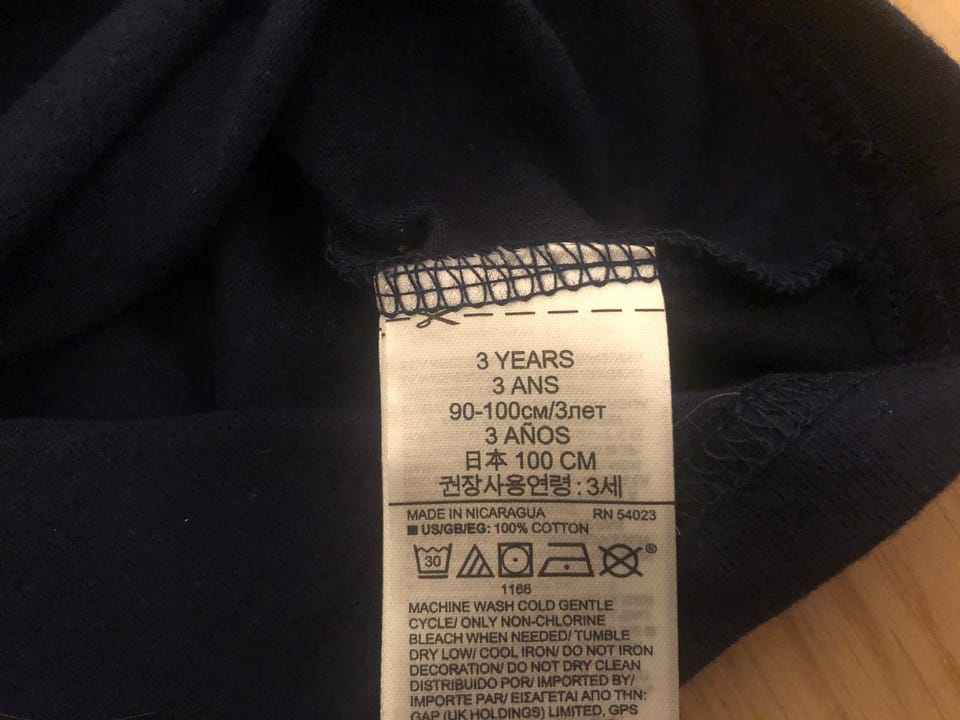 3 YEARS
3 ANS
90-100см/3лет
3 AÑOS
日本 100 CM
권장사용연령 : 3세
MADE IN NICARAGUA RN 54023
US/GB/EG: 100% COTTON
30
®
1166
MACHINE WASH COLD GENTLE
CYCLE/ ONLY NON-CHLORINE
BLEACH WHEN NEEDED/ TUMBLE
DRY LOW/ COOL IRON/ DO NOT IRON
DECORATION/ DO NOT DRY CLEAN
DISTRIBUIDO POR/ IMPORTED BY/
IMPORTE PAR/ ΕΙΣΑΓΕΤΑΙ ΑΠΟ ΤΗΝ:
GAP (UK HOLDINGS) LIMITED, GPS